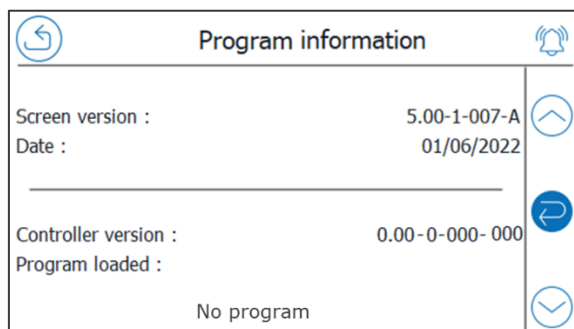 Program information
Screen version : 5.00-1-007-A
Date : 01/06/2022
Controller version : 0.00-0-000- 000
Program loaded :
No program